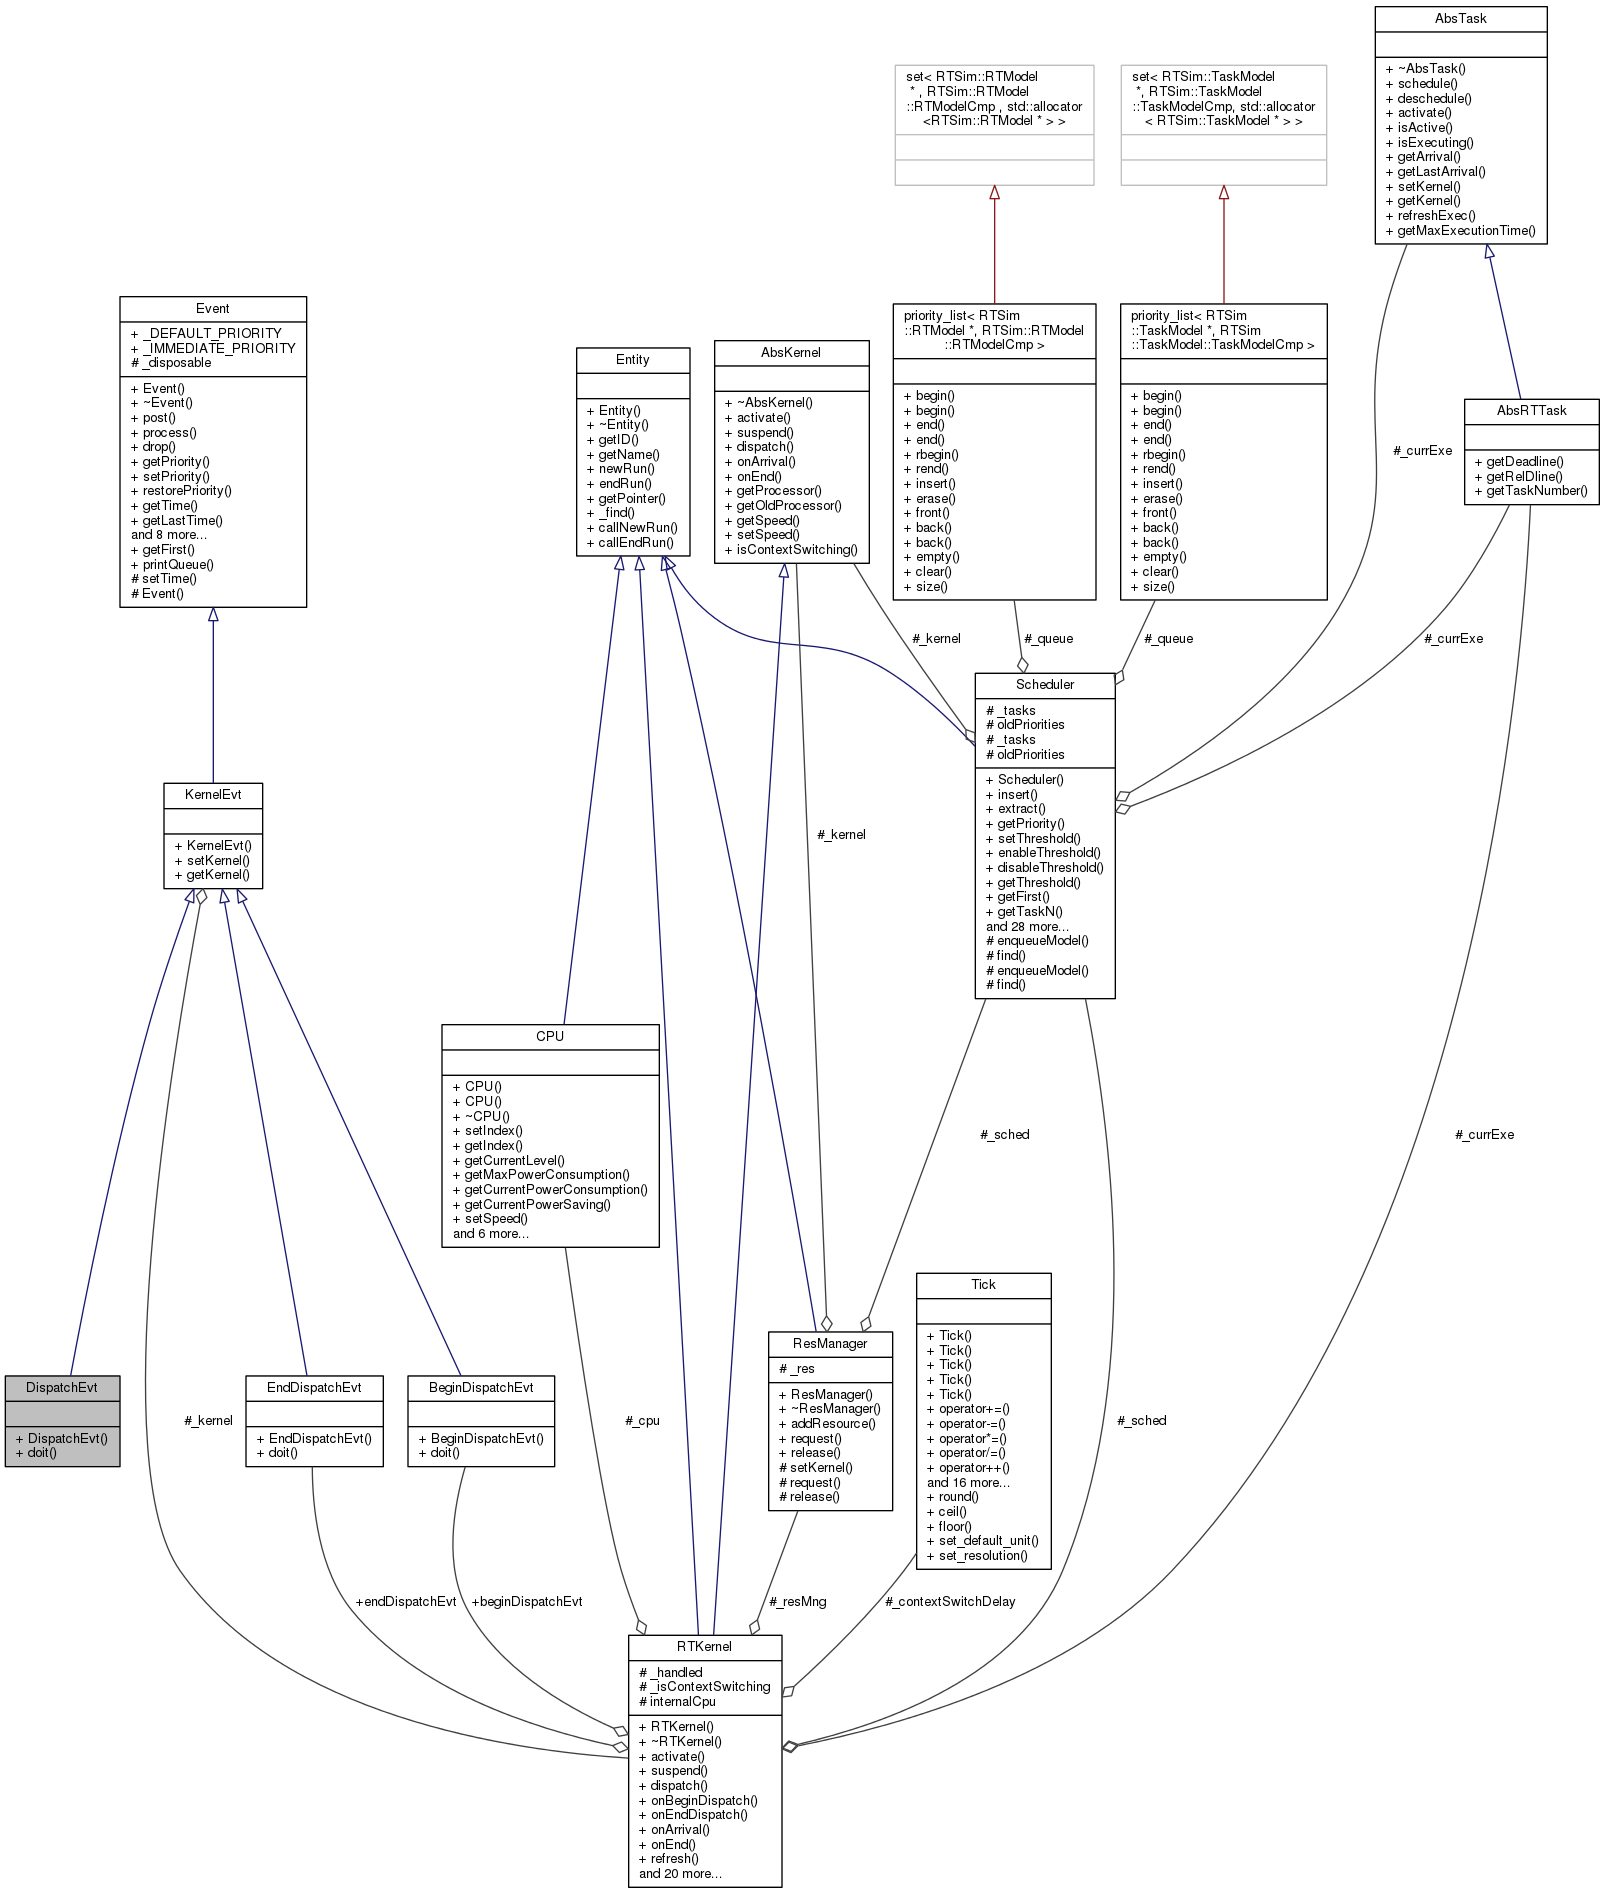 AbsTask
+ ~AbsTask()
+ schedule()
+ deschedule()
+ activate()
+ isActive()
+ isExecuting()
+ getArrival()
+ getLastArrival()
+ setKernel()
+ getKernel()
+ refreshExec()
+ getMaxExecutionTime()
set< RTSim::RTModel
* , RTSim::RTModel
::RTModelCmp , std::allocator
<RTSim::RTModel * > >
set< RTSim::TaskModel
*, RTSim::TaskModel
::TaskModelCmp, std::allocator
< RTSim::TaskModel * > >
Event
+ _DEFAULT_PRIORITY
+ _IMMEDIATE_PRIORITY
# _disposable
+ Event()
+ ~Event()
+ post()
+ process()
+ drop()
+ getPriority()
+ setPriority()
+ restorePriority()
+ getTime()
+ getLastTime()
and 8 more...
+ getFirst()
+ printQueue()
# setTime()
# Event()
Entity
+ Entity()
+ ~Entity()
+ getID()
+ getName()
+ newRun()
+ endRun()
+ getPointer()
+ _find()
+ callNewRun()
+ callEndRun()
AbsKernel
+ ~AbsKernel()
+ activate()
+ suspend()
+ dispatch()
+ onArrival()
+ onEnd()
+ getProcessor()
+ getOldProcessor()
+ getSpeed()
+ setSpeed()
+ isContextSwitching()
priority_list< RTSim
::RTModel *, RTSim::RTModel
::RTModelCmp >
+ begin()
+ begin()
+ end()
+ end()
+ rbegin()
+ rend()
+ insert()
+ erase()
+ front()
+ back()
+ back()
+ empty()
+ clear()
+ size()
priority_list< RTSim
::TaskModel *, RTSim
::TaskModel::TaskModelCmp >
+ begin()
+ begin()
+ end()
+ end()
+ rbegin()
+ rend()
+ insert()
+ erase()
+ front()
+ back()
+ back()
+ empty()
+ clear()
+ size()
AbsRTTask
+ getDeadline()
+ getRelDline()
+ getTaskNumber()
#_currExe
#_kernel
#_queue
#_queue
#_currExe
Scheduler
# _tasks
# oldPriorities
# _tasks
# oldPriorities
+ Scheduler()
+ insert()
+ extract()
+ getPriority()
+ setThreshold()
+ enableThreshold()
+ disableThreshold()
+ getThreshold()
+ getFirst()
+ getTaskN()
and 28 more...
# enqueueModel()
# find()
# enqueueModel()
# find()
KernelEvt
+ KernelEvt()
+ setKernel()
+ getKernel()
#_kernel
CPU
+ CPU()
+ CPU()
+ ~CPU()
+ setIndex()
+ getIndex()
+ getCurrentLevel()
+ getMaxPowerConsumption()
+ getCurrentPowerConsumption()
+ getCurrentPowerSaving()
+ setSpeed()
and 6 more...
#_sched
#_currExe
DispatchEvt
+ DispatchEvt()
+ doit()
#_kernel
EndDispatchEvt
+ EndDispatchEvt()
+ doit()
BeginDispatchEvt
+ BeginDispatchEvt()
+ doit()
#_cpu
ResManager
# _res
+ ResManager()
+ ~ResManager()
+ addResource()
+ request()
+ release()
# setKernel()
# request()
# release()
Tick
+ Tick()
+ Tick()
+ Tick()
+ Tick()
+ Tick()
+ operator+=()
+ operator-=()
+ operator*=()
+ operator/=()
+ operator++()
and 16 more...
+ round()
+ ceil()
+ floor()
+ set_default_unit()
+ set_resolution()
#_sched
+endDispatchEvt
+beginDispatchEvt
#_resMng
#_contextSwitchDelay
RTKernel
# _handled
# _isContextSwitching
# internalCpu
+ RTKernel()
+ ~RTKernel()
+ activate()
+ suspend()
+ dispatch()
+ onBeginDispatch()
+ onEndDispatch()
+ onArrival()
+ onEnd()
+ refresh()
and 20 more...